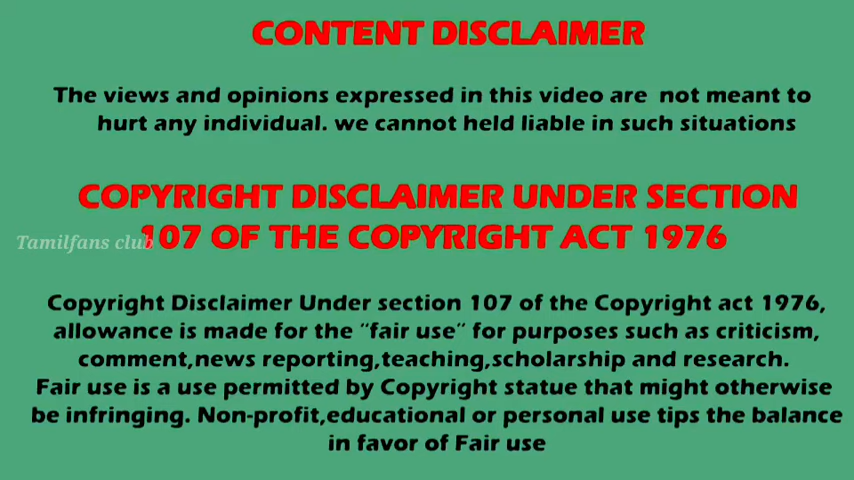 CONTENT DISCLAIMER
The views and opinions expressed in this video are not meant to
hurt any individual. we cannot held liable in such situations
COPYRIGHT DISCLAIMER UNDER SECTION
107 OF THE COPYRIGHT ACT 1976
Tamilfans club
Copyright Disclaimer Under section 107 of the Copyright act 1976,
allowance is made for the "fair use" for purposes such as criticism,
comment,news reporting,teaching,scholarship and research.
Fair use is a use permitted by Copyright statue that might otherwise
be infringing. Non-profit,educational or personal use tips the balance
in favor of Fair use